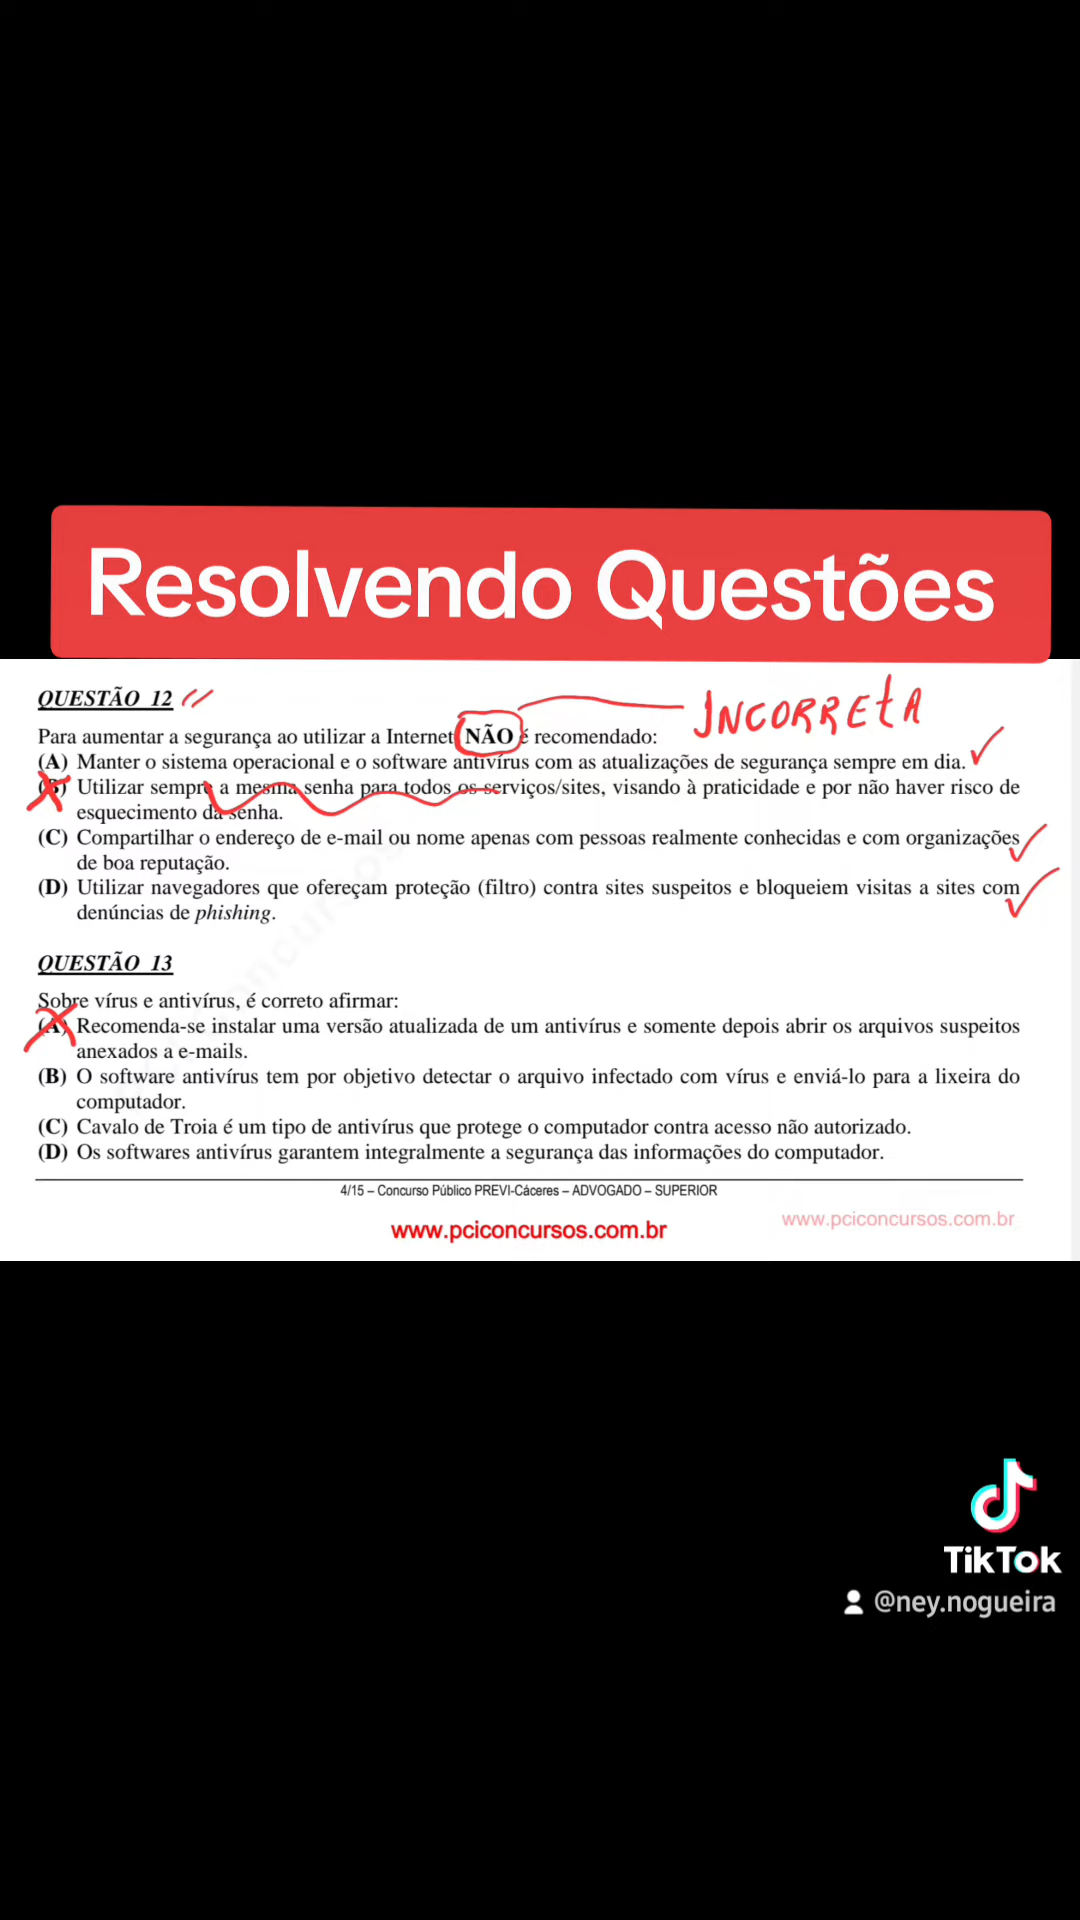 Resolvendo Questões
QUESTÃO 12
INCORREtA
Para aumentar a segurança ao utilizar a Internet NÃO é recomendado:
(A) Manter o sistema operacional e o software antivírus com as atualizações de segurança sempre em dia.
(B) Utilizar sempre a mesma senha para todos os serviços/sites, visando à praticidade e por não haver risco de
esquecimento da senha.
(C) Compartilhar o endereço de e-mail ou nome apenas com pessoas realmente conhecidas e com organizações
de boa reputação.
(D) Utilizar navegadores que ofereçam proteção (filtro) contra sites suspeitos e bloqueiem visitas a sites com
denúncias de phishing.
QUESTÃO 13
Sobre vírus e antivírus, é correto afirmar:
(A) Recomenda-se instalar uma versão atualizada de um antivírus e somente depois abrir os arquivos suspeitos
anexados a e-mails.
(B) O software antivírus tem por objetivo detectar o arquivo infectado com vírus e enviá-lo para a lixeira do
computador.
(C) Cavalo de Troia é um tipo de antivírus que protege o computador contra acesso não autorizado.
(D) Os softwares antivírus garantem integralmente a segurança das informações do computador.
4/15 – Concurso Público PREVI-Cáceres – ADVOGADO – SUPERIOR
www.pciconcursos.com.br
www.pciconcursos.com.br
TikTok
@ney.nogueira